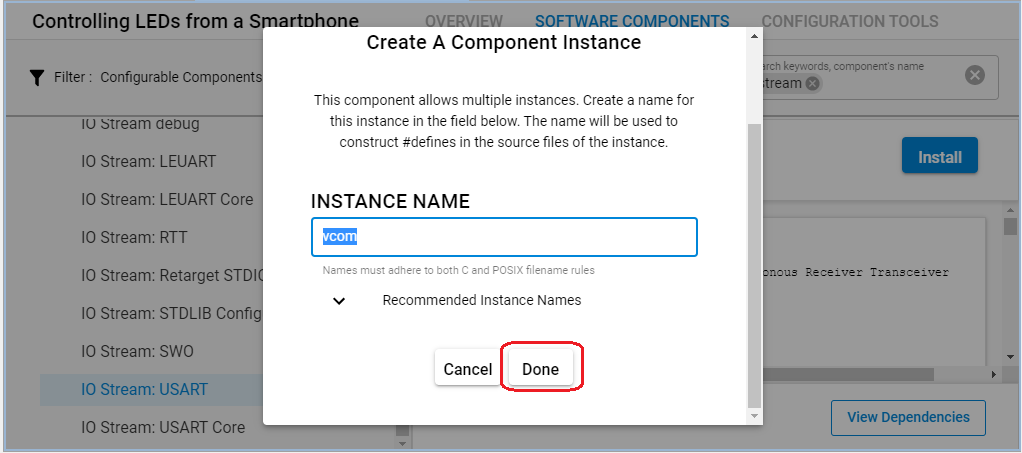 Controlling LEDs from a Smartphone
OVERVIEW
SOFTWARE COMPONENTS
CONFIGURATION TOOLS
Filter : Configurable Components
arch keywords, component's name
stream
IO Stream debug
IO Stream: LEUART
IO Stream: LEUART Core
IO Stream: RTT
IO Stream: Retarget STDIO
IO Stream: STDLIB Config
IO Stream: SWO
IO Stream: USART
IO Stream: USART Core
Create A Component Instance
This component allows multiple instances. Create a name for
this instance in the field below. The name will be used to
construct #defines in the source files of the instance.
INSTANCE NAME
vcom
Names must adhere to both C and POSIX filename rules
Recommended Instance Names
Cancel
Done
Install
onous Receiver Transceiver
View Dependencies